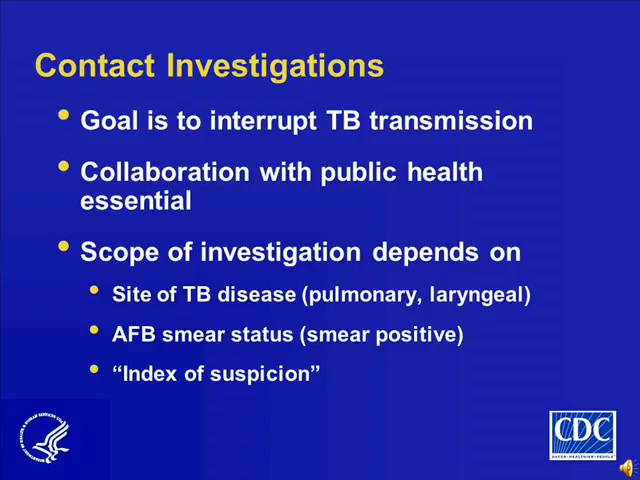 Contact Investigations
Goal is to interrupt TB transmission
Collaboration with public health
essential
Scope of investigation depends on
Site of TB disease (pulmonary, laryngeal)
AFB smear status (smear positive)
“Index of suspicion”
CDC
SAFER • HEALTHIER • PEOPLE™